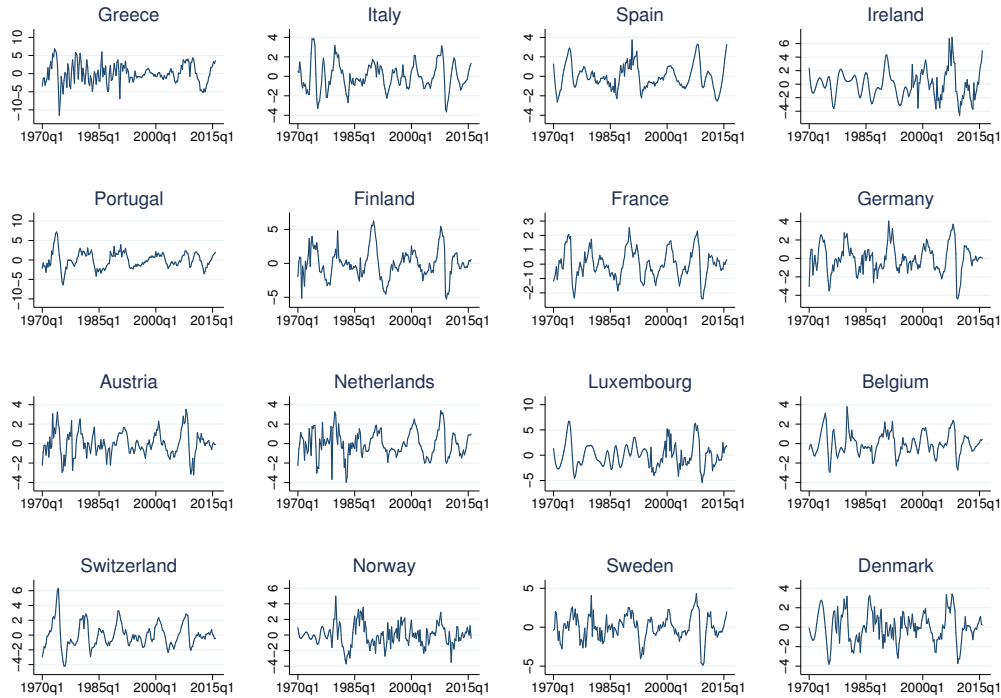 Greece Italy Spain Ireland
−10 −5 0 5 10 −4 −2 0 2 4 −4 −2 0 2 4 −4 −2 0 2 4 6
1970q1 1985q1 2000q1 2015q1 1970q1 1985q1 2000q1 2015q1 1970q1 1985q1 2000q1 2015q1 1970q1 1985q1 2000q1 2015q1
Portugal Finland France Germany
−10 −5 0 5 10 −5 0 5 −2 −1 0 1 2 3 −4 −2 0 2 4
1970q1 1985q1 2000q1 2015q1 1970q1 1985q1 2000q1 2015q1 1970q1 1985q1 2000q1 2015q1 1970q1 1985q1 2000q1 2015q1
Austria Netherlands Luxembourg Belgium
−4 −2 0 2 4 −4 −2 0 2 4 −5 0 5 10 −4 −2 0 2 4
1970q1 1985q1 2000q1 2015q1 1970q1 1985q1 2000q1 2015q1 1970q1 1985q1 2000q1 2015q1 1970q1 1985q1 2000q1 2015q1
Switzerland Norway Sweden Denmark
−4 −2 0 2 4 6 −4 −2 0 2 4 6 −5 0 5 −4 −2 0 2 4
1970q1 1985q1 2000q1 2015q1 1970q1 1985q1 2000q1 2015q1 1970q1 1985q1 2000q1 2015q1 1970q1 1985q1 2000q1 2015q1